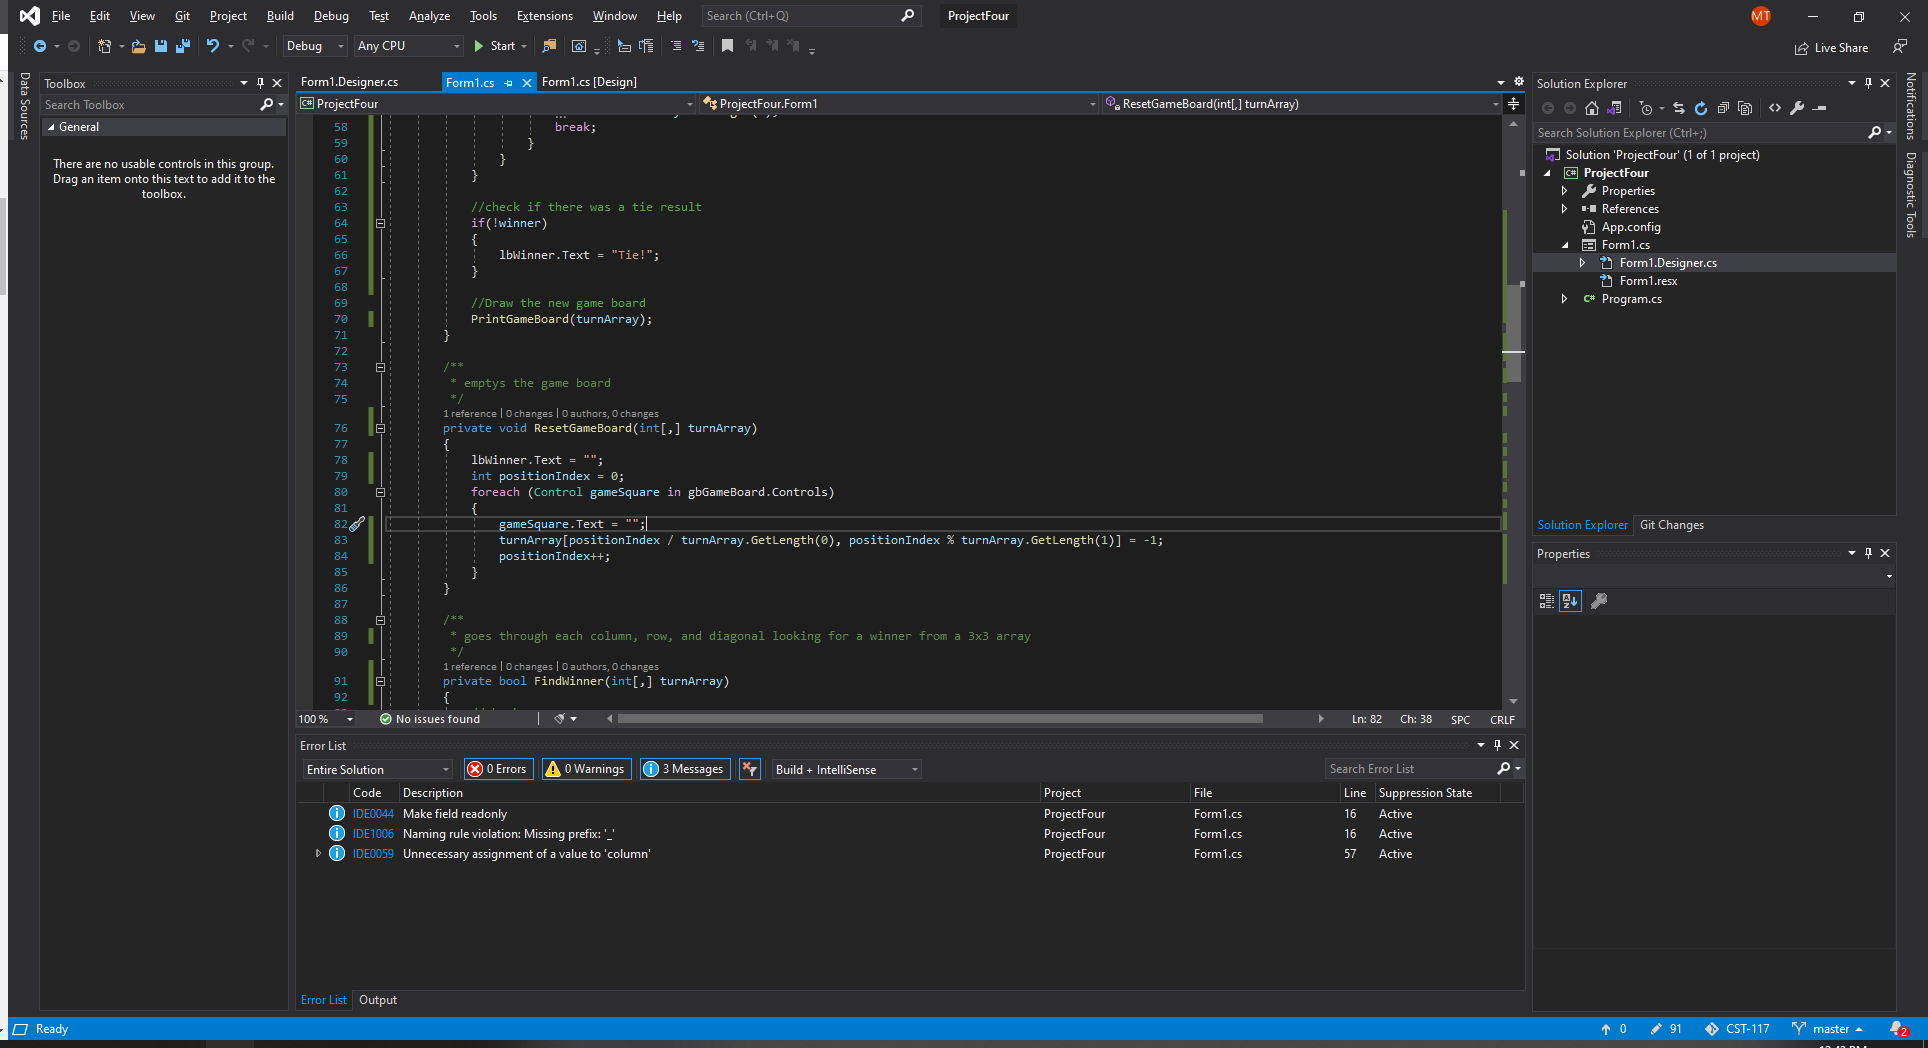 File Edit View Git Project Build Debug Test Analyze Tools Extensions Window Help Search (Ctrl+Q) ProjectFour MT
Debug Any CPU Start Live Share
Data Sources
Toolbox
Search Toolbox
General
There are no usable controls in this group.
Drag an item onto this text to add it to the
toolbox.
Form1.Designer.cs Form1.cs Form1.cs [Design]
ProjectFour ProjectFour.Form1 ResetGameBoard(int[,] turnArray)
58 break;
59 }
60 }
61 }
62
63 //check if there was a tie result
64 if(!winner)
65 {
66 lbWinner.Text = "Tie!";
67 }
68
69 //Draw the new game board
70 PrintGameBoard(turnArray);
71 }
72
73 /**
74 * emptys the game board
75 */
1 reference | 0 changes | 0 authors, 0 changes
76 private void ResetGameBoard(int[,] turnArray)
77 {
78 lbWinner.Text = "";
79 int positionIndex = 0;
80 foreach (Control gameSquare in gbGameBoard.Controls)
81 {
82 gameSquare.Text = "";
83 turnArray[positionIndex / turnArray.GetLength(0), positionIndex % turnArray.GetLength(1)] = -1;
84 positionIndex++;
85 }
86 }
87
88 /**
89 * goes through each column, row, and diagonal looking for a winner from a 3x3 array
90 */
1 reference | 0 changes | 0 authors, 0 changes
91 private bool FindWinner(int[,] turnArray)
92 {
100 % No issues found Ln: 82 Ch: 38 SPC CRLF
Error List
Entire Solution 0 Errors 0 Warnings 3 Messages Build + IntelliSense Search Error List
Code Description Project File Line Suppression State
IDE0044 Make field readonly ProjectFour Form1.cs 16 Active
IDE1006 Naming rule violation: Missing prefix: '_' ProjectFour Form1.cs 16 Active
IDE0059 Unnecessary assignment of a value to 'column' ProjectFour Form1.cs 57 Active
Error List Output
Solution Explorer
Search Solution Explorer (Ctrl+;)
Solution 'ProjectFour' (1 of 1 project)
C# ProjectFour
Properties
References
App.config
Form1.cs
Form1.Designer.cs
Form1.resx
C# Program.cs
Solution Explorer Git Changes
Properties
Notifications
Diagnostic Tools
Ready 0 91 CST-117 master 2